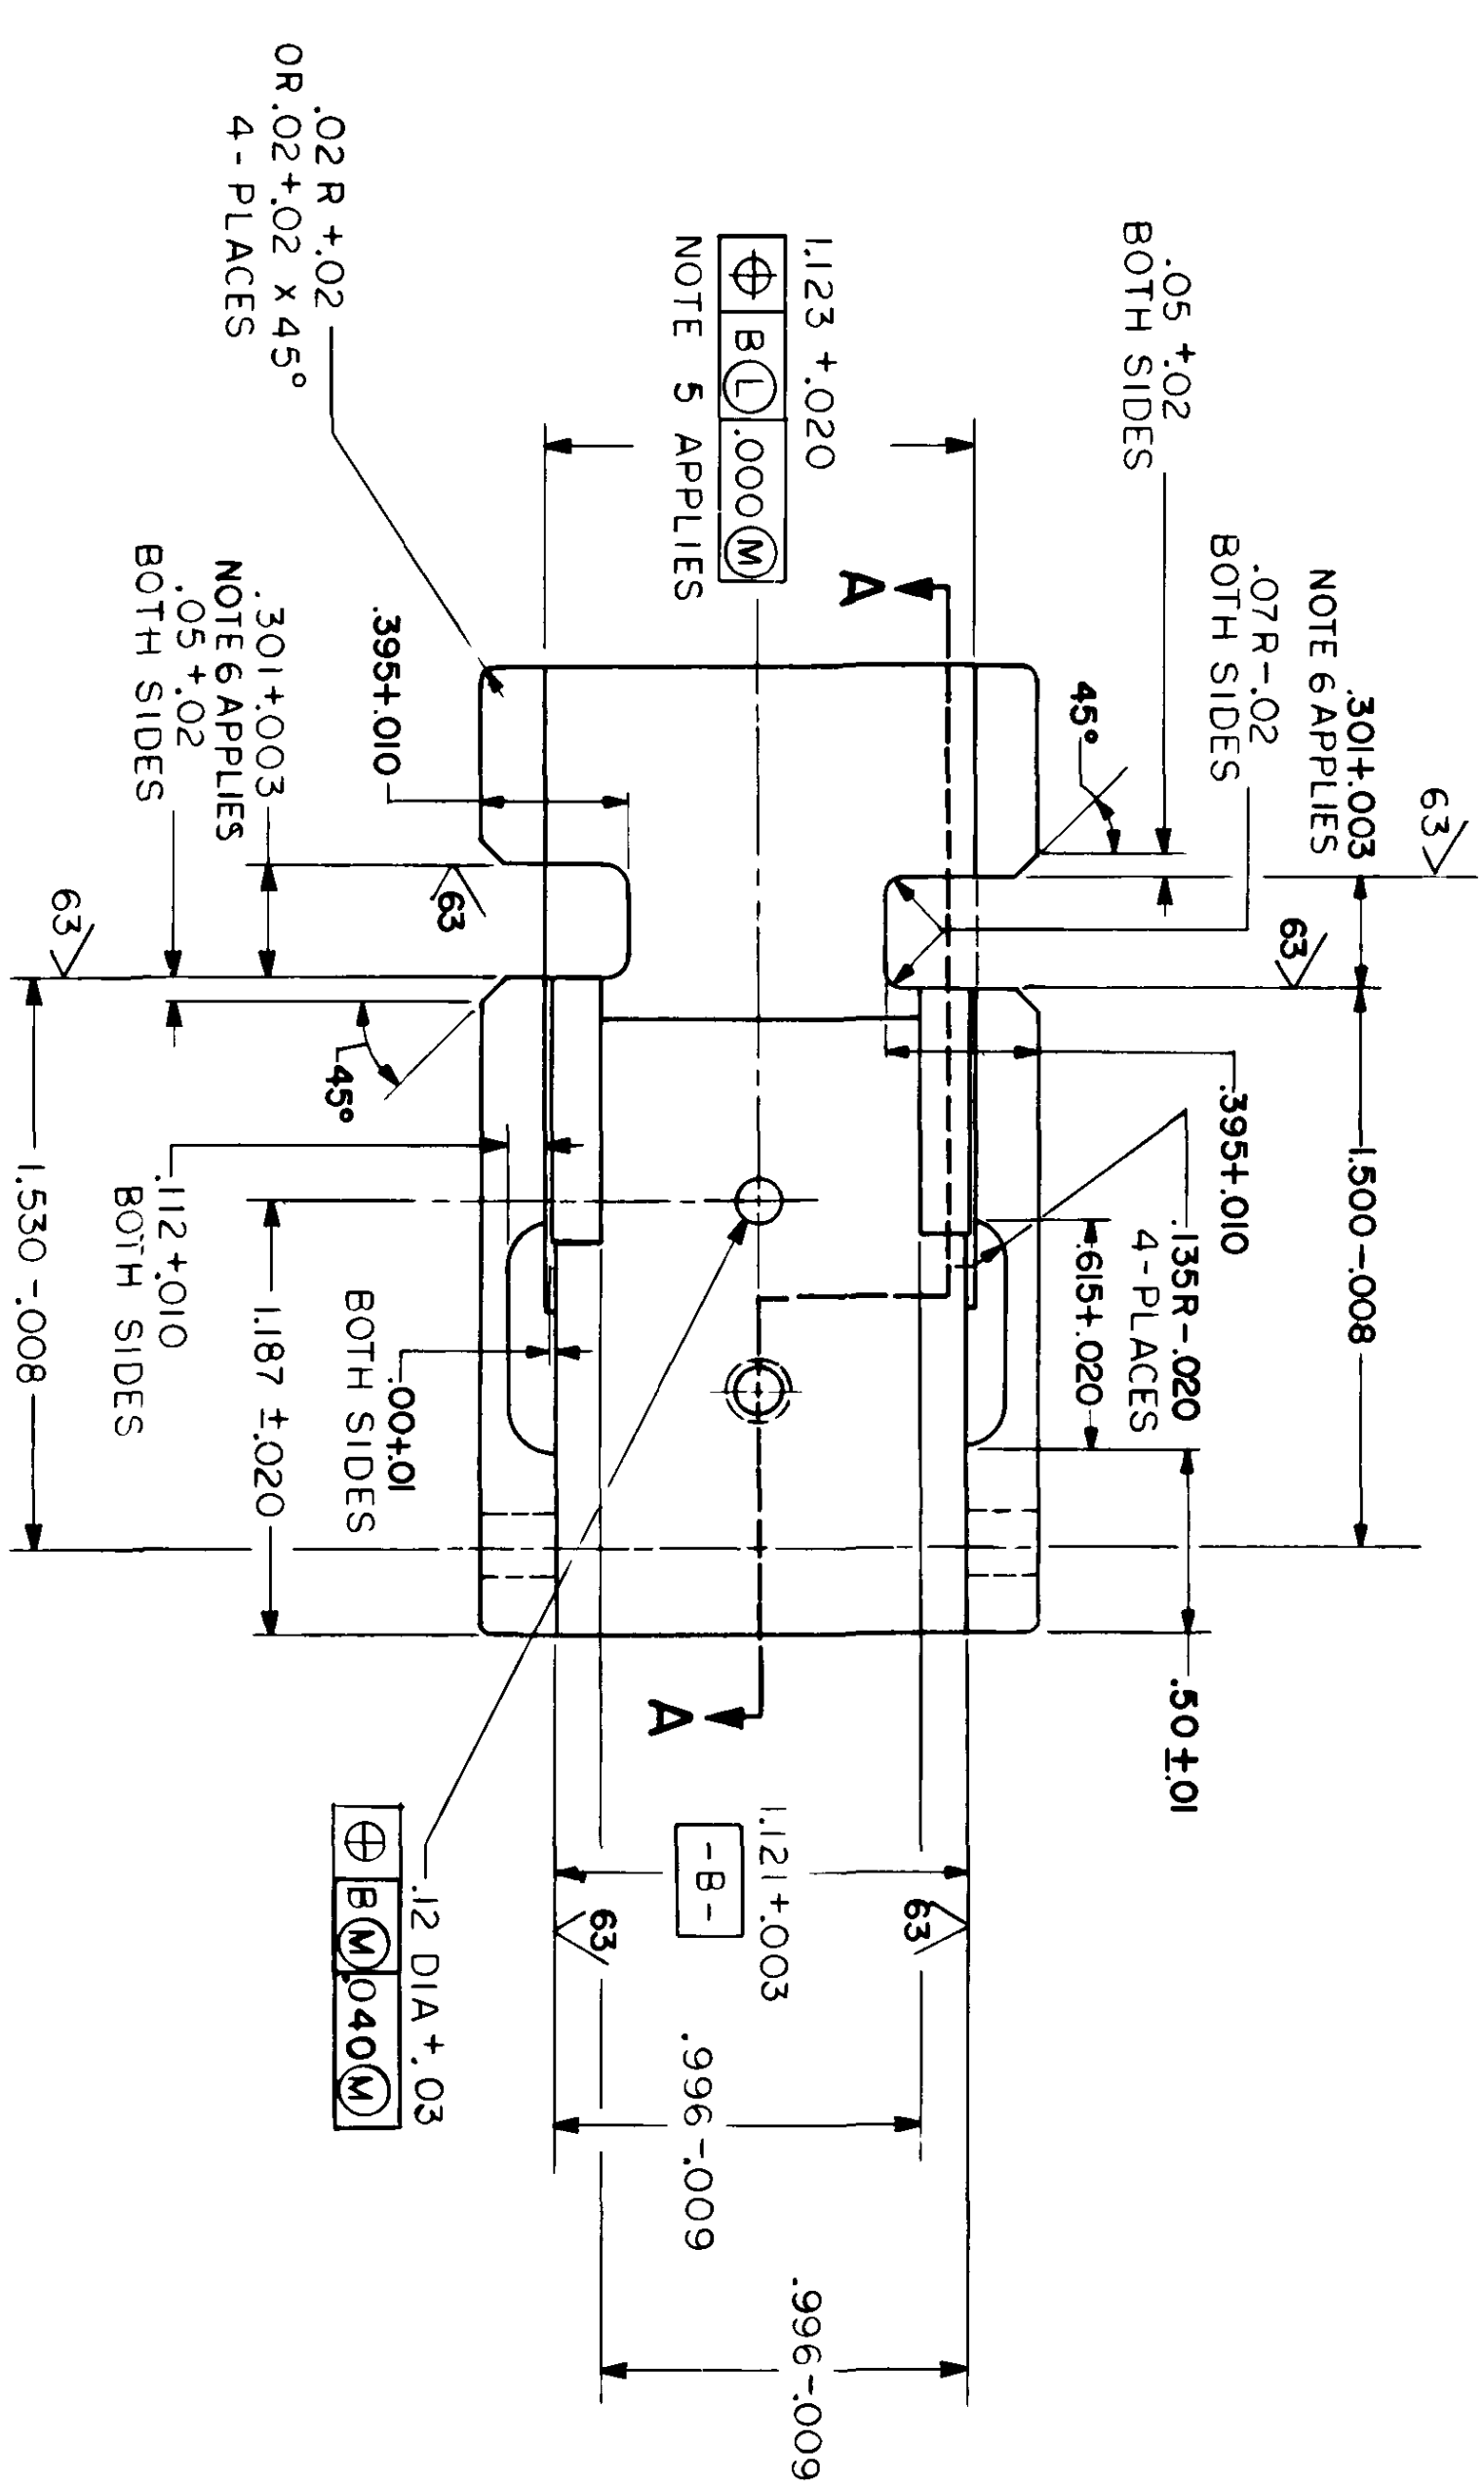 63
.301+.003
NOTE 6 APPLIES
.07R-.02
BOTH SIDES
.05 +.02
BOTH SIDES
45°
63
1.500-.008
.395+.010
.135R-.020
4-PLACES
.615+.020
.50±.01
1.123 +.020
⌖ B Ⓛ .000 Ⓜ
NOTE 5 APPLIES
A
A
.02 R +.02
OR .02 +.02 x 45°
4-PLACES
.395+.010
.301+.003
NOTE 6 APPLIES
.05 +.02
BOTH SIDES
63
63
45°
.112 +.010
BOTH SIDES
.00+.01
BOTH SIDES
1.187 ±.020
1.530 -.008
1.121 +.003
-B-
63
63
.12 DIA +.03
⌖ B Ⓜ .040 Ⓜ
.996 -.009
.996 -.009